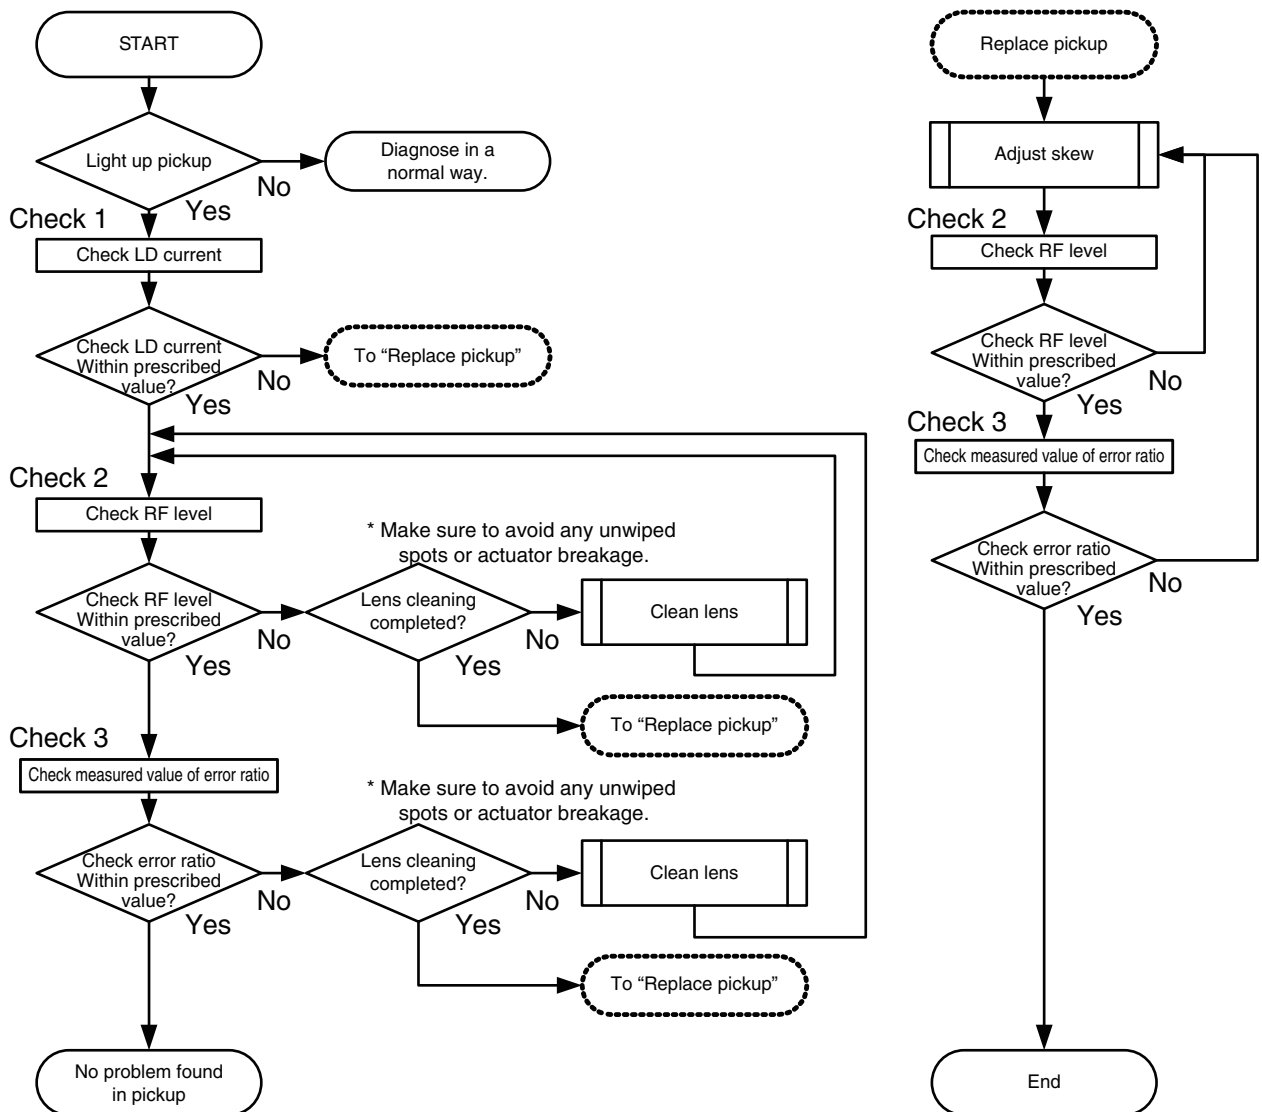 START
Light up pickup
No
Diagnose in a
normal way.
Yes
Check 1
Check LD current
Check LD current
Within prescribed
value?
No
To “Replace pickup”
Yes
Check 2
Check RF level
* Make sure to avoid any unwiped
spots or actuator breakage.
Check RF level
Within prescribed
value?
No
Lens cleaning
completed?
No
Clean lens
Yes
Yes
To “Replace pickup”
Check 3
Check measured value of error ratio
* Make sure to avoid any unwiped
spots or actuator breakage.
Check error ratio
Within prescribed
value?
No
Lens cleaning
completed?
No
Clean lens
Yes
Yes
To “Replace pickup”
No problem found
in pickup
Replace pickup
Adjust skew
Check 2
Check RF level
Check RF level
Within prescribed
value?
No
Yes
Check 3
Check measured value of error ratio
Check error ratio
Within prescribed
value?
No
Yes
End